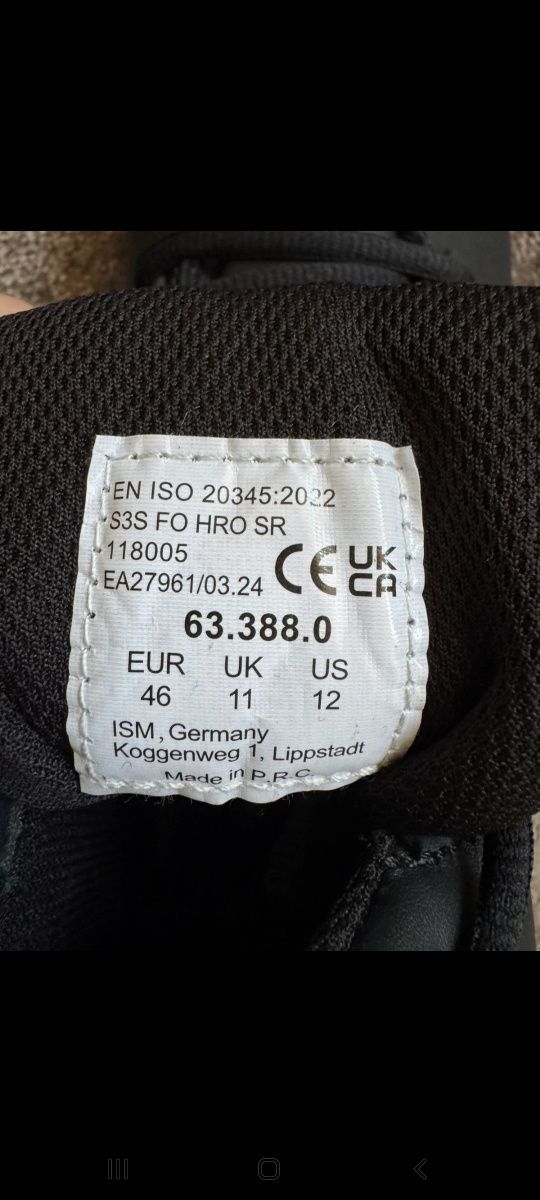 EN ISO 20345:2022
S3S FO HRO SR
118005
EA27961/03.24
CE UK CA
63.388.0
EUR UK US
46 11 12
ISM, Germany
Koggenweg 1, Lippstadt
Made in P.R.C.